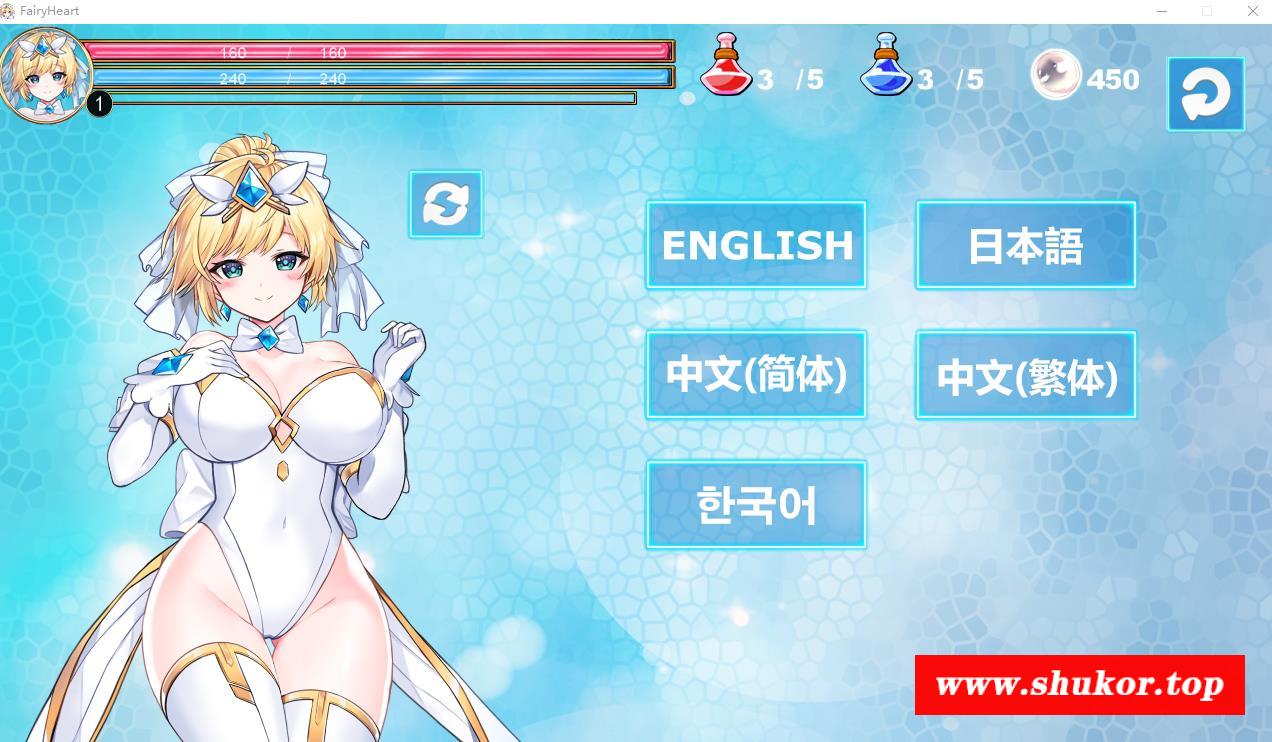 FairyHeart
160 / 160
240 / 240
1
3 /5
3 /5
450
ENGLISH
日本語
中文(简体)
中文(繁体)
한국어
www.shukor.top